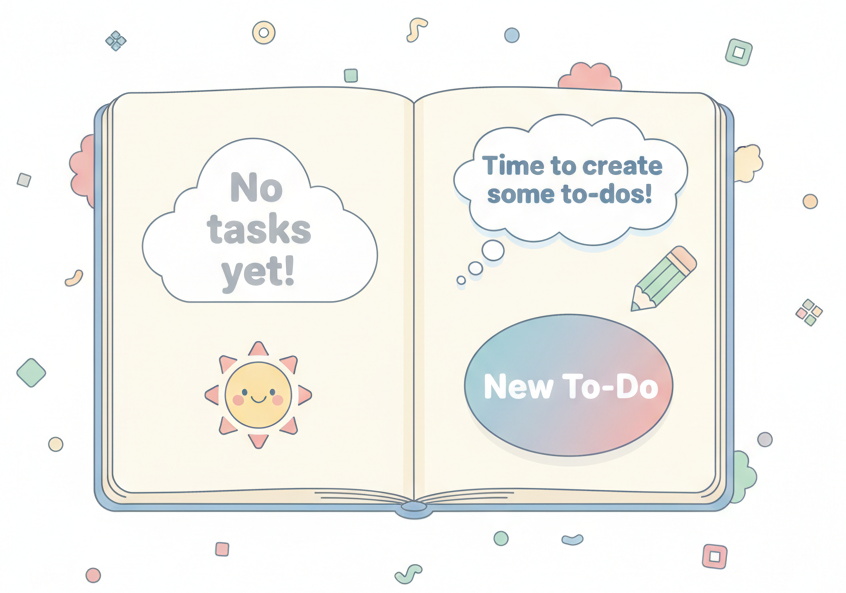 No
tasks
yet!
Time to create
some to-dos!
New To-Do